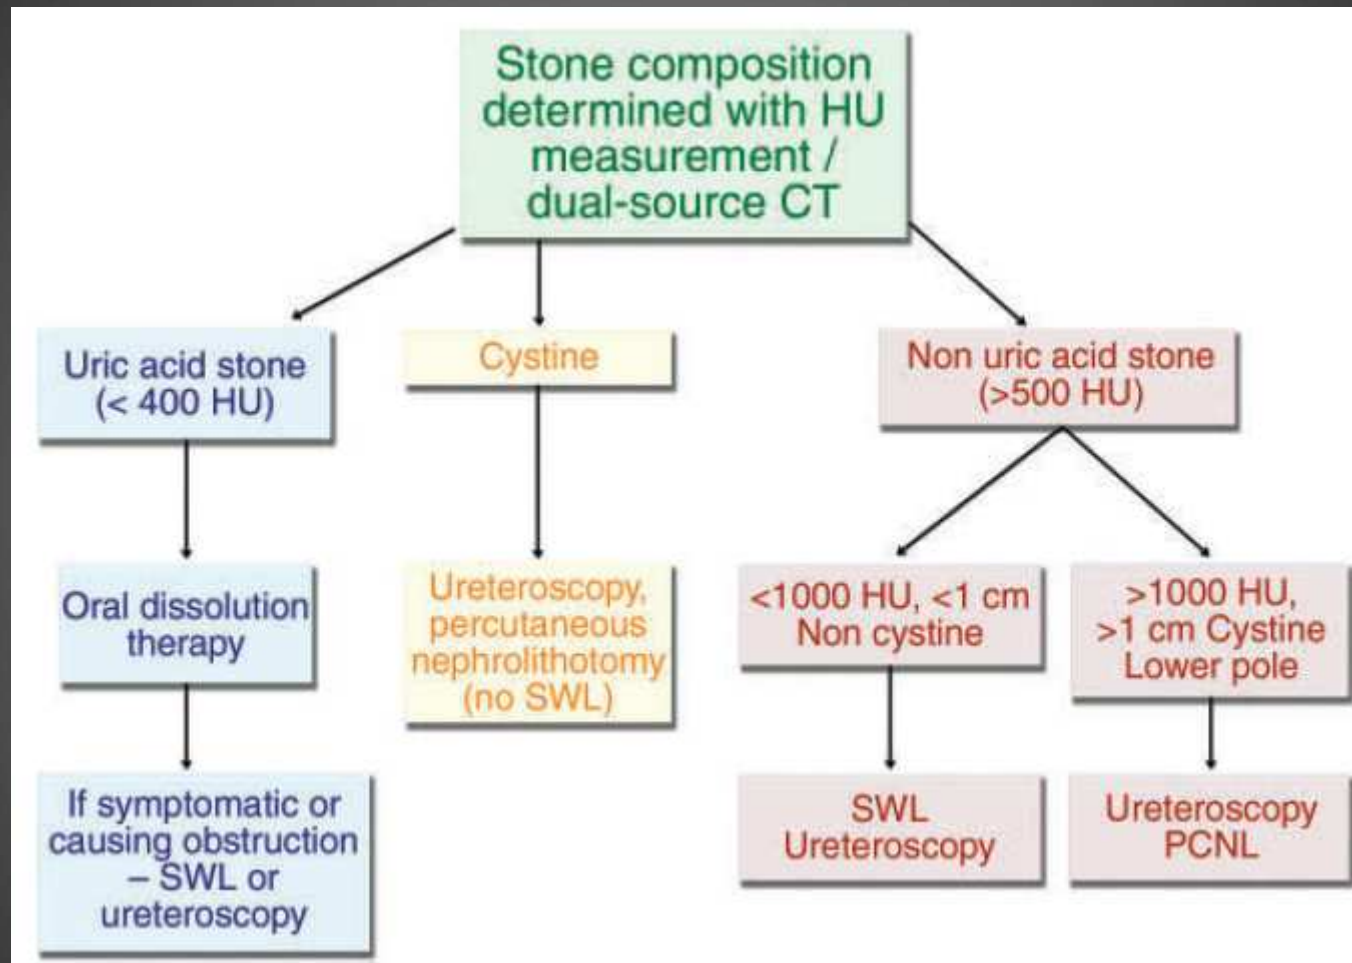 Stone composition
determined with HU
measurement /
dual-source CT
Uric acid stone
(< 400 HU)
Cystine
Non uric acid stone
(>500 HU)
Oral dissolution
therapy
Ureteroscopy,
percutaneous
nephrolithotomy
(no SWL)
<1000 HU, <1 cm
Non cystine
>1000 HU,
>1 cm Cystine
Lower pole
If symptomatic or
causing obstruction
– SWL or
ureteroscopy
SWL
Ureteroscopy
Ureteroscopy
PCNL